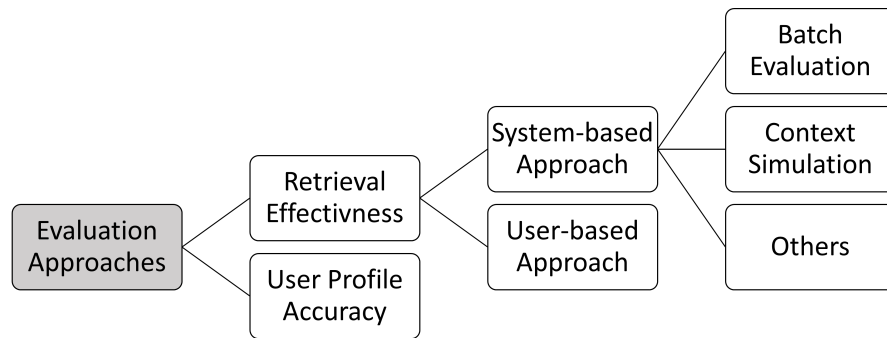 Evaluation
Approaches
Retrieval
Effectivness
User Profile
Accuracy
System-based
Approach
User-based
Approach
Batch
Evaluation
Context
Simulation
Others